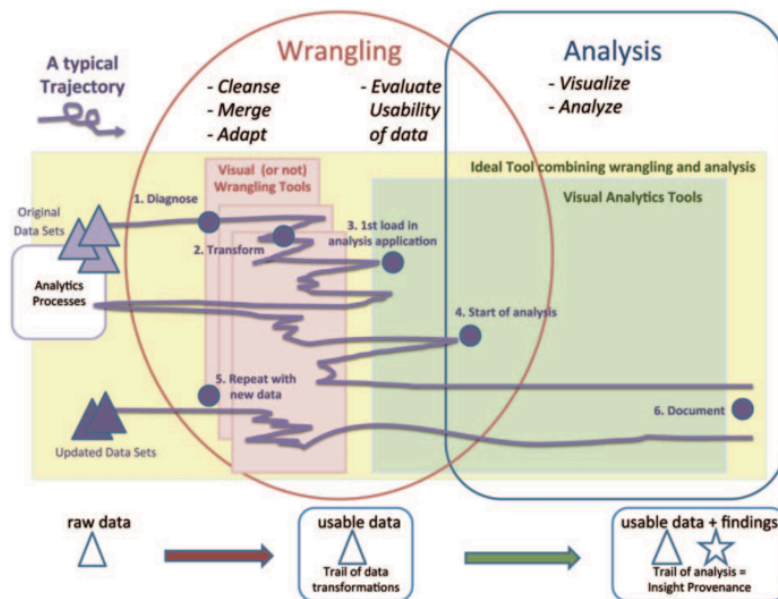 Wrangling
Analysis
A typical
Trajectory
- Cleanse
- Merge
- Adapt
- Evaluate
Usability
of data
- Visualize
- Analyze
Visual (or not)
Wrangling Tools
Ideal Tool combining wrangling and analysis
Visual Analytics Tools
Original
Data Sets
1. Diagnose
2. Transform
3. 1st load in
analysis application
Analytics
Processes
4. Start of analysis
5. Repeat with
new data
6. Document
Updated Data Sets
raw data
usable data
Trail of data
transformations
usable data + findings
Trail of analysis =
Insight Provenance